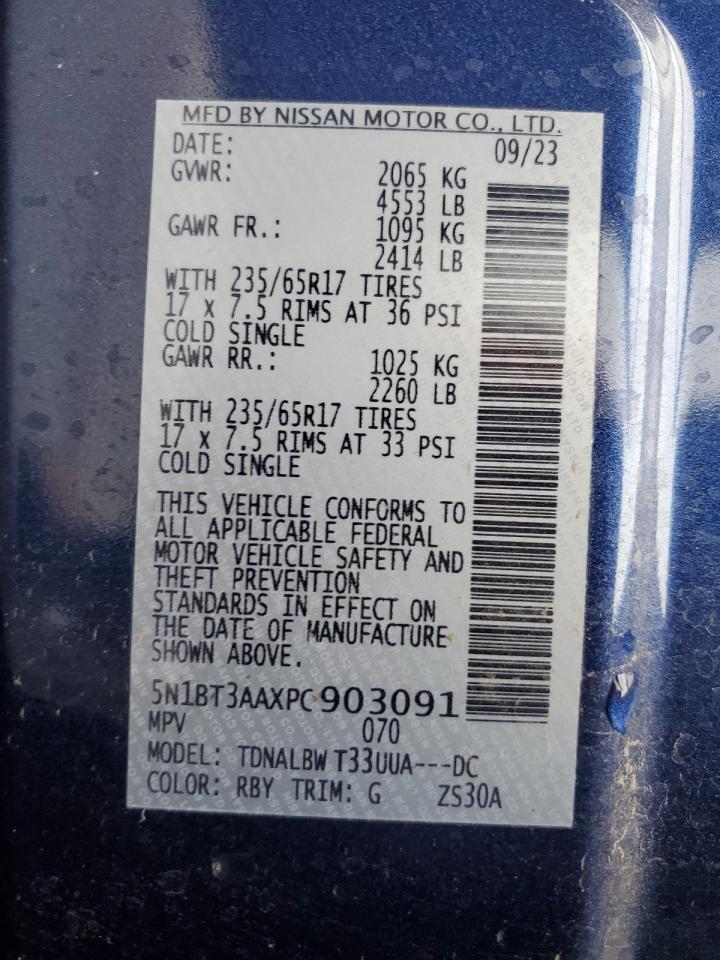 MFD BY NISSAN MOTOR CO., LTD.
DATE: 09/23
GVWR: 2065 KG
4553 LB
GAWR FR.: 1095 KG
2414 LB
WITH 235/65R17 TIRES
17 x 7.5 RIMS AT 36 PSI
COLD SINGLE
GAWR RR.: 1025 KG
2260 LB
WITH 235/65R17 TIRES
17 x 7.5 RIMS AT 33 PSI
COLD SINGLE
THIS VEHICLE CONFORMS TO
ALL APPLICABLE FEDERAL
MOTOR VEHICLE SAFETY AND
THEFT PREVENTION
STANDARDS IN EFFECT ON
THE DATE OF MANUFACTURE
SHOWN ABOVE.
5N1BT3AAXPC903091
MPV 070
MODEL: TDNALBW T33UUA---DC
COLOR: RBY TRIM: G ZS30A